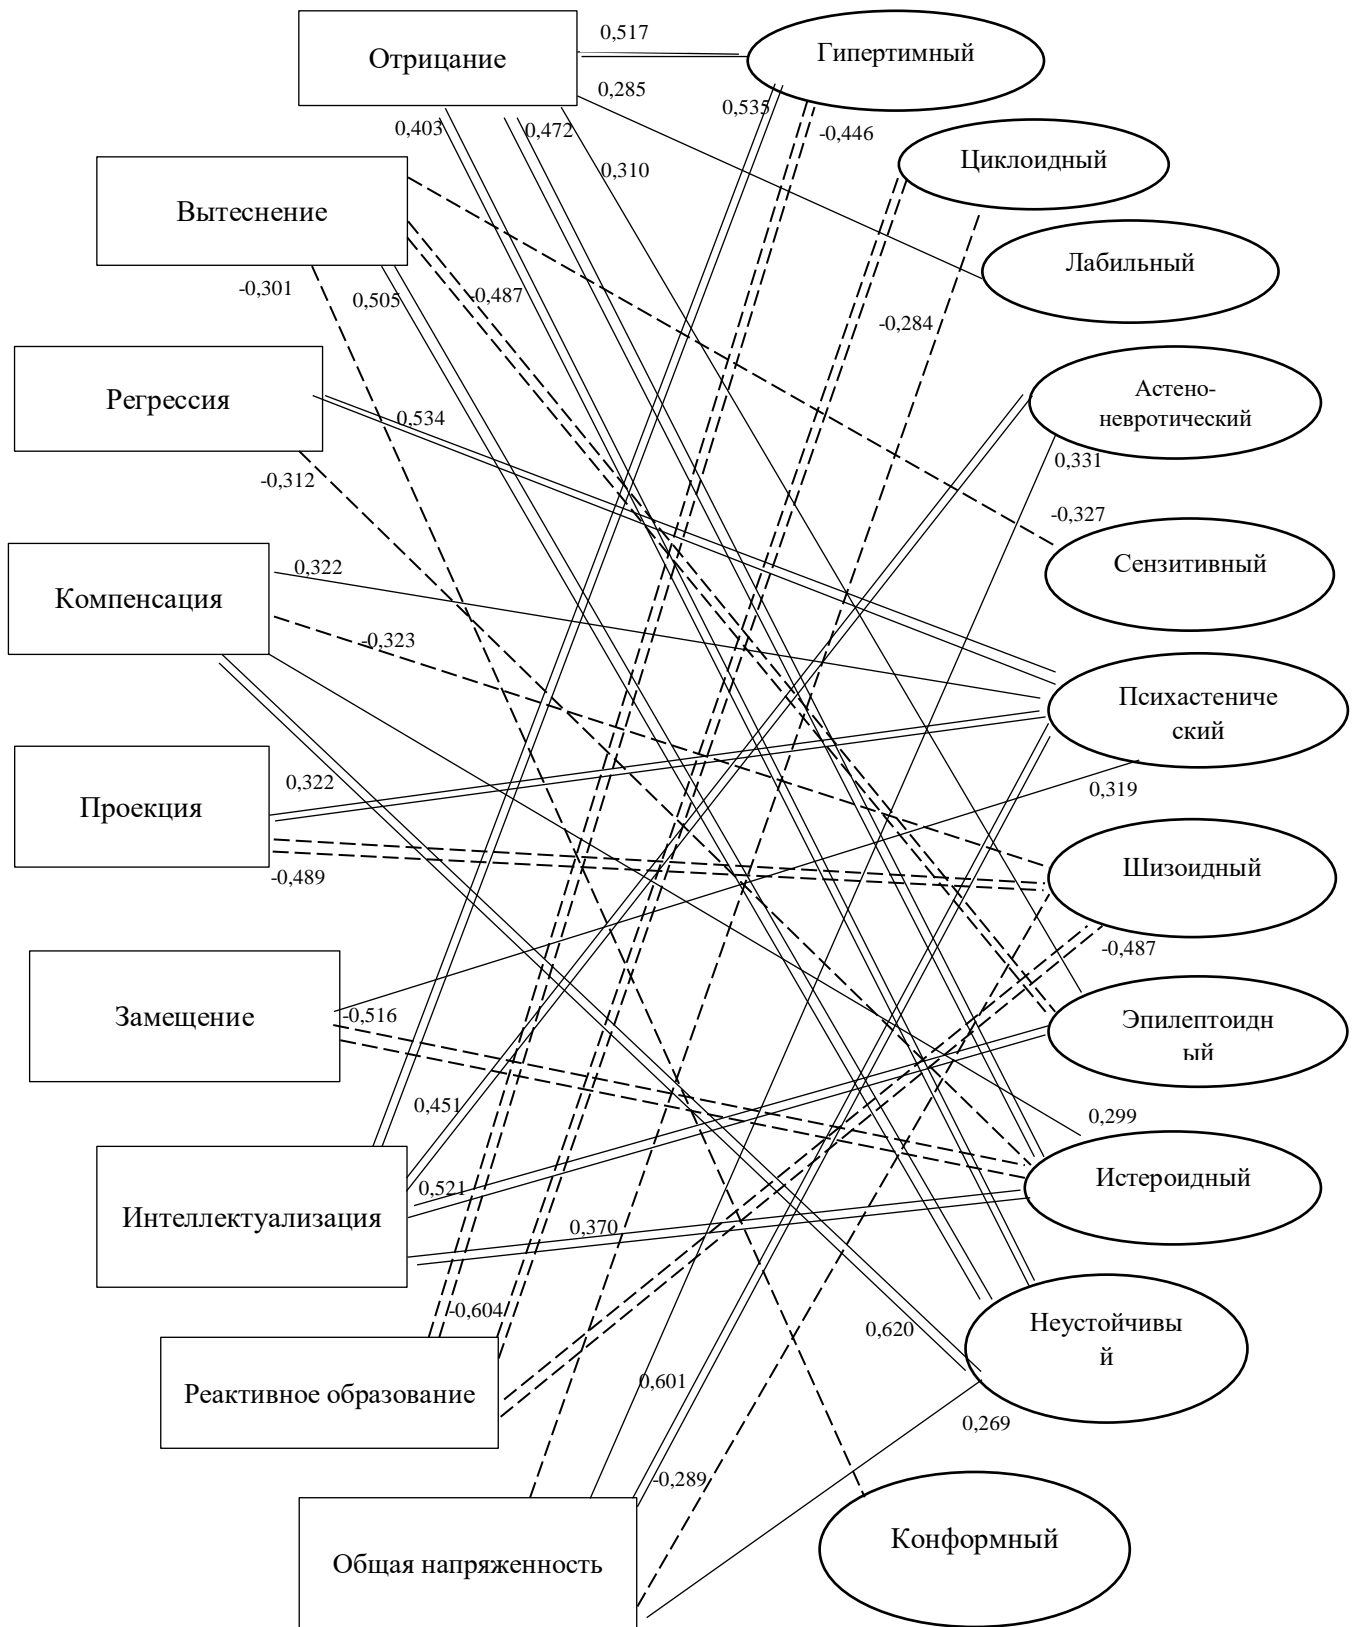 0,517
Отрицание
Гипертимный
0,285
0,535
0,403
0,472
-0,446
Циклоидный
0,310
Вытеснение
Лабильный
-0,301
0,505
-0,487
-0,284
Астено-
невротический
Регрессия
0,534
0,331
-0,312
-0,327
Сензитивный
0,322
Компенсация
-0,323
Психастениче
ский
0,322
0,319
Проекция
Шизоидный
-0,489
-0,487
Замещение
-0,516
Эпилептоидн
ый
0,451
0,299
Истероидный
0,521
Интеллектуализация
0,370
-0,604
0,620
Неустойчивы
й
Реактивное образование
0,601
0,269
-0,289
Конформный
Общая напряженность